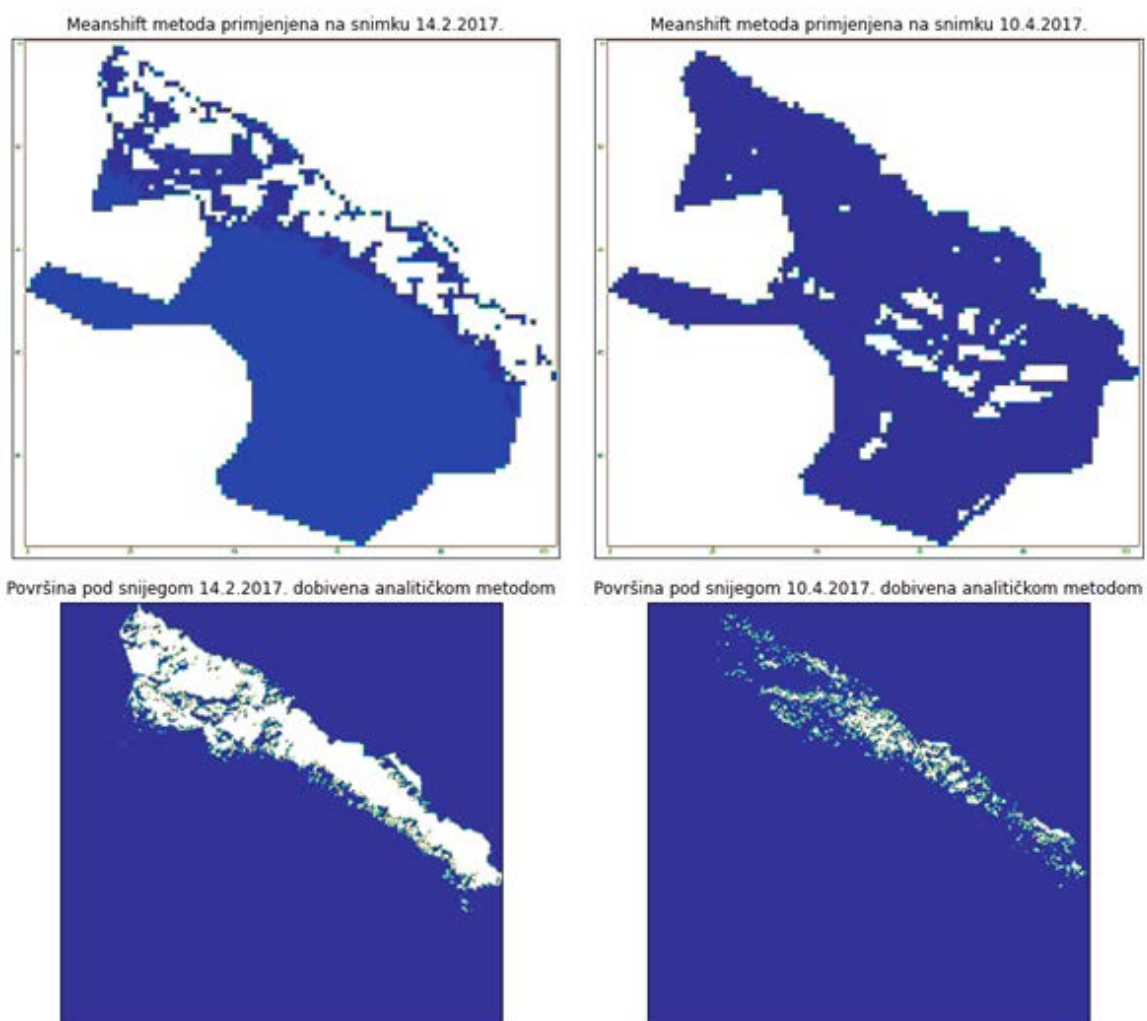 Meanshift metoda primjenjena na snimku 14.2.2017.
Meanshift metoda primjenjena na snimku 10.4.2017.
Površina pod snijegom 14.2.2017. dobivena analitičkom metodom
Površina pod snijegom 10.4.2017. dobivena analitičkom metodom